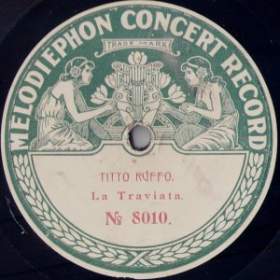 MELODIEPHON CONCERT RECORD
TRADE MARK
TITTO RUFFO.
La Traviata.
№ 8010.